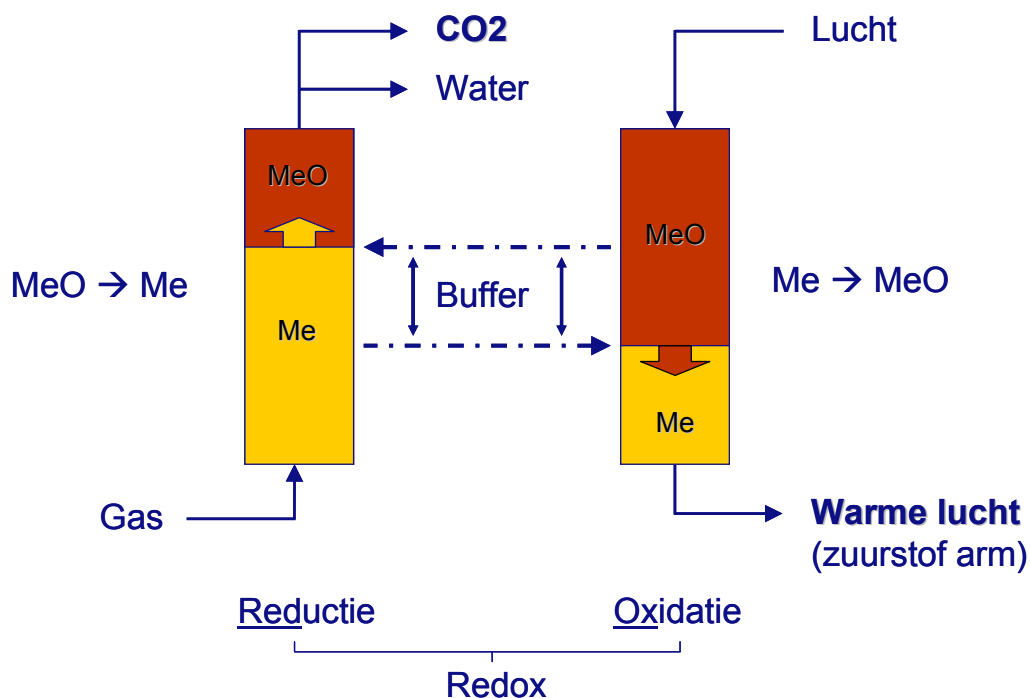 CO2
Lucht
Water
MeO
MeO
MeO → Me
Buffer
Me → MeO
Me
Me
Gas
Warme lucht
(zuurstof arm)
Reductie
Oxidatie
Redox